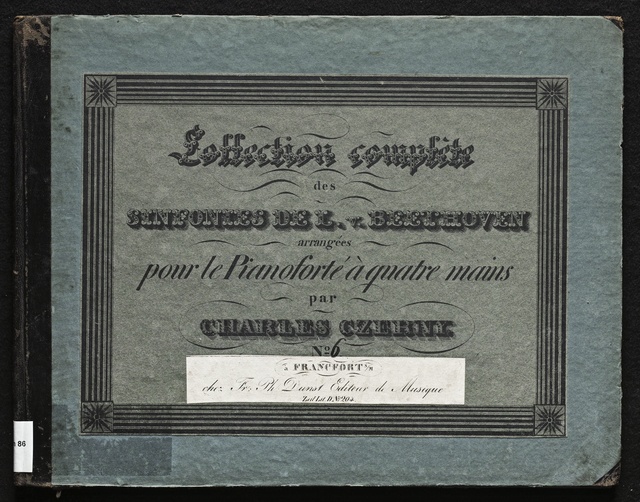 Collection complète
des
SINFONIES DE L. v. BEETHOVEN
arrangées
pour le Pianoforté à quatre mains
par
CHARLES CZERNY
No. 6
à FRANCFORT s/M
chez Fr. Ph. Dunst Editeur de Musique
86